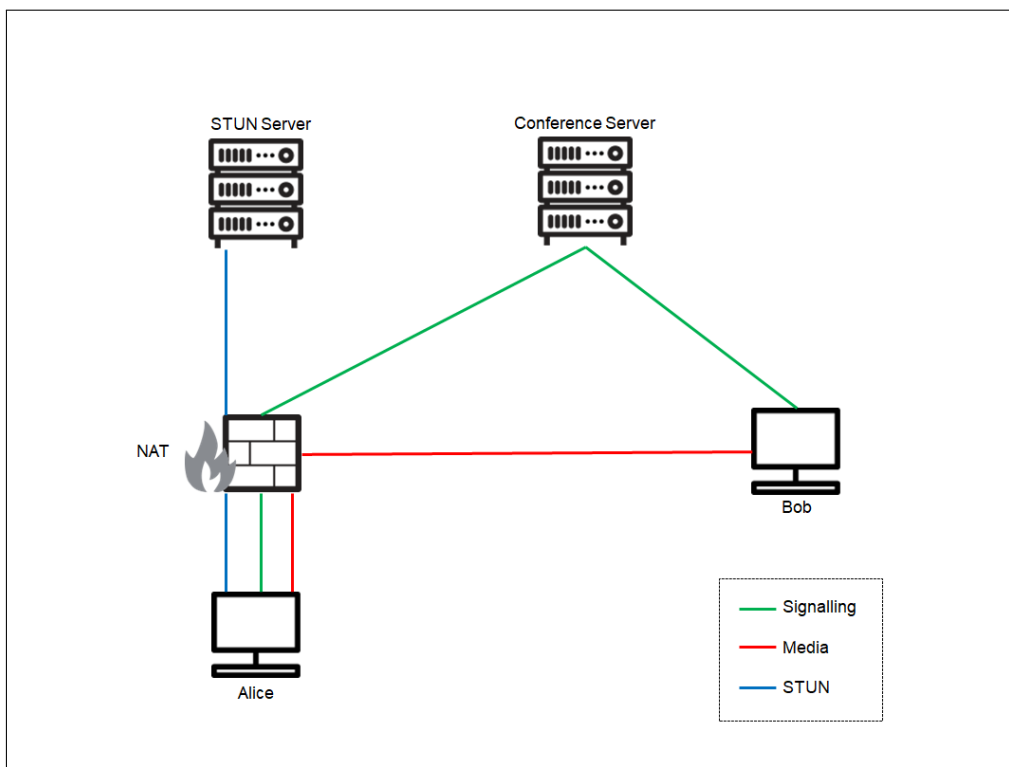 STUN Server
Conference Server
NAT
Bob
Alice
Signalling
Media
STUN